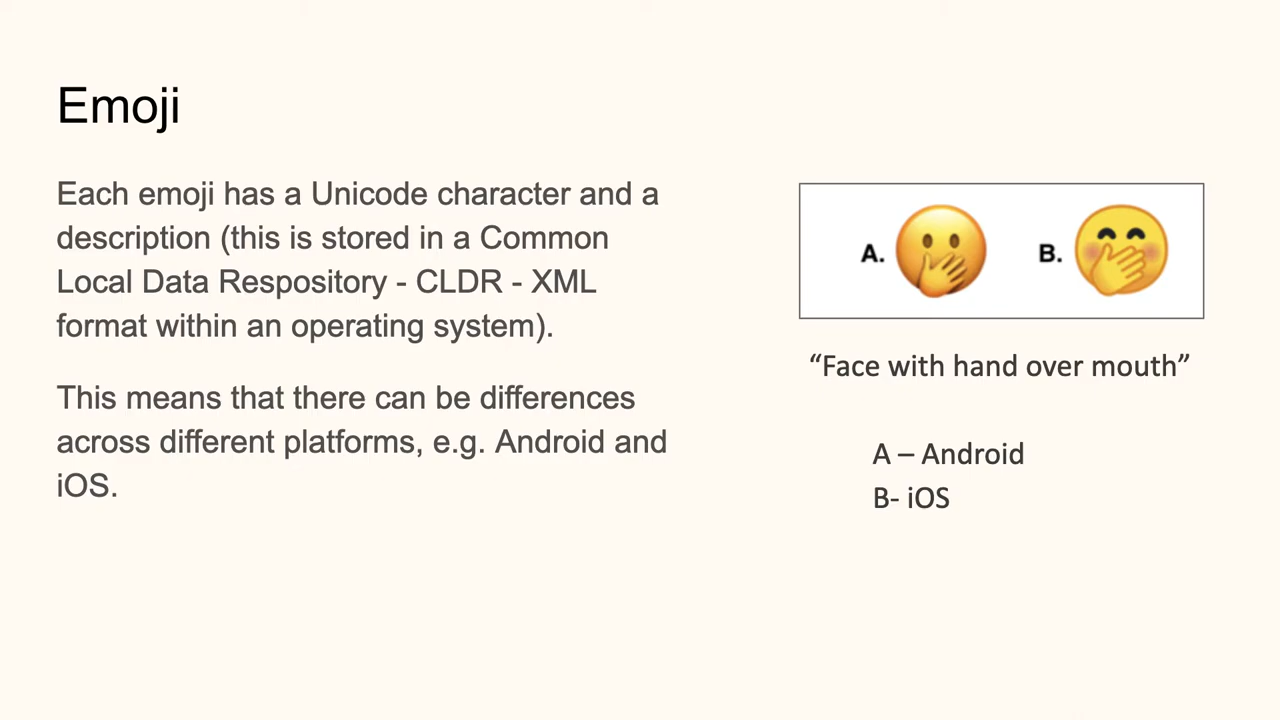 Emoji
Each emoji has a Unicode character and a
description (this is stored in a Common
Local Data Respository - CLDR - XML
format within an operating system).
This means that there can be differences
across different platforms, e.g. Android and
iOS.
A.
B.
“Face with hand over mouth”
A – Android
B- iOS